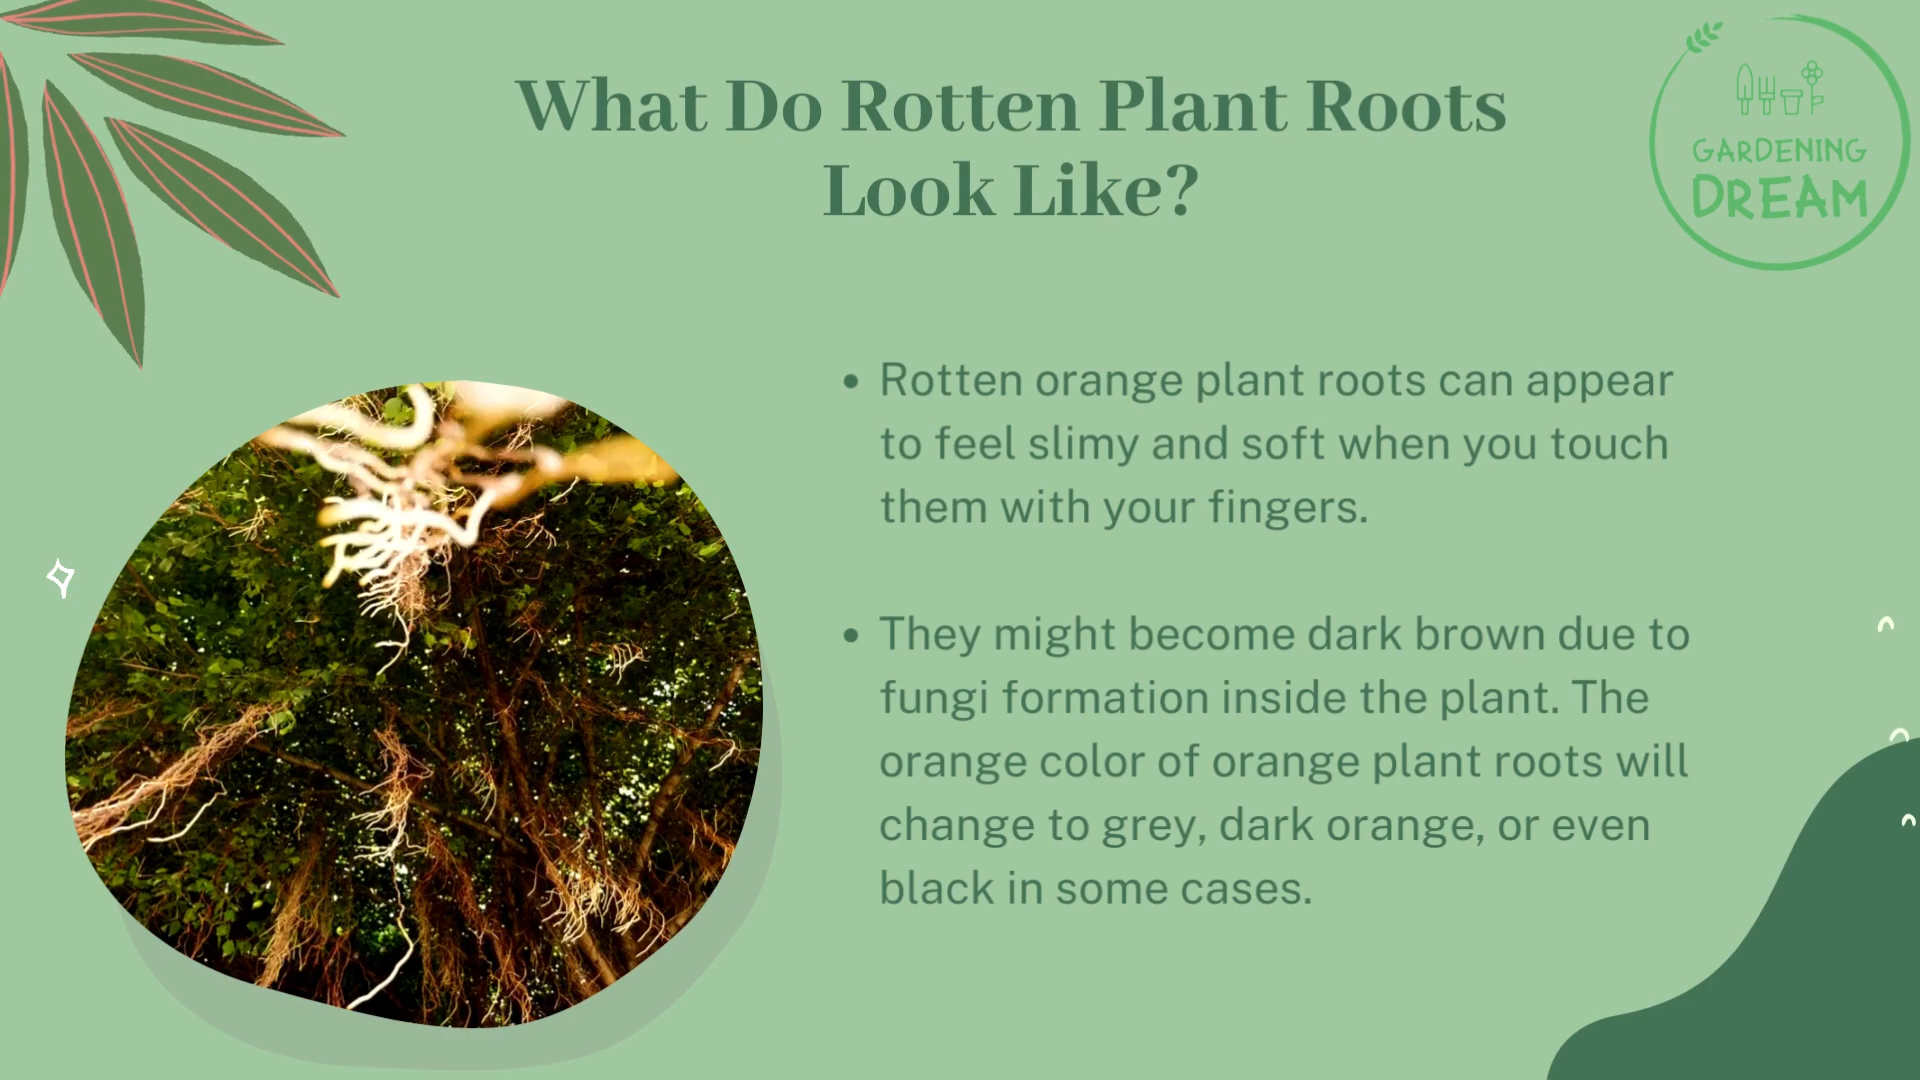 What Do Rotten Plant Roots
Look Like?
GARDENING
DREAM
• Rotten orange plant roots can appear
to feel slimy and soft when you touch
them with your fingers.
• They might become dark brown due to
fungi formation inside the plant. The
orange color of orange plant roots will
change to grey, dark orange, or even
black in some cases.